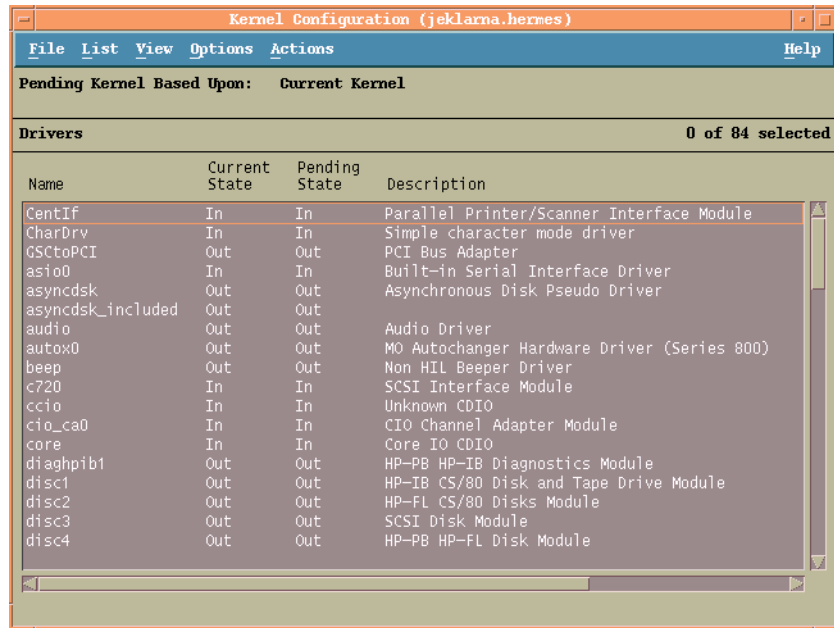 Kernel Configuration (jeklarna.hermes)
File List View Options Actions Help
Pending Kernel Based Upon: Current Kernel
Drivers 0 of 84 selected
Current Pending
Name State State Description
CentIf In In Parallel Printer/Scanner Interface Module
CharDrv In In Simple character mode driver
GSCtoPCI Out Out PCI Bus Adapter
asio0 In In Built-in Serial Interface Driver
asyncdsk Out Out Asynchronous Disk Pseudo Driver
asyncdsk_included Out Out
audio Out Out Audio Driver
autox0 Out Out MO Autochanger Hardware Driver (Series 800)
beep Out Out Non HIL Beeper Driver
c720 In In SCSI Interface Module
ccio In In Unknown CDIO
cio_ca0 In In CIO Channel Adapter Module
core In In Core IO CDIO
diaghpib1 Out Out HP-PB HP-IB Diagnostics Module
disc1 Out Out HP-IB CS/80 Disk and Tape Drive Module
disc2 Out Out HP-FL CS/80 Disks Module
disc3 Out Out SCSI Disk Module
disc4 Out Out HP-PB HP-FL Disk Module